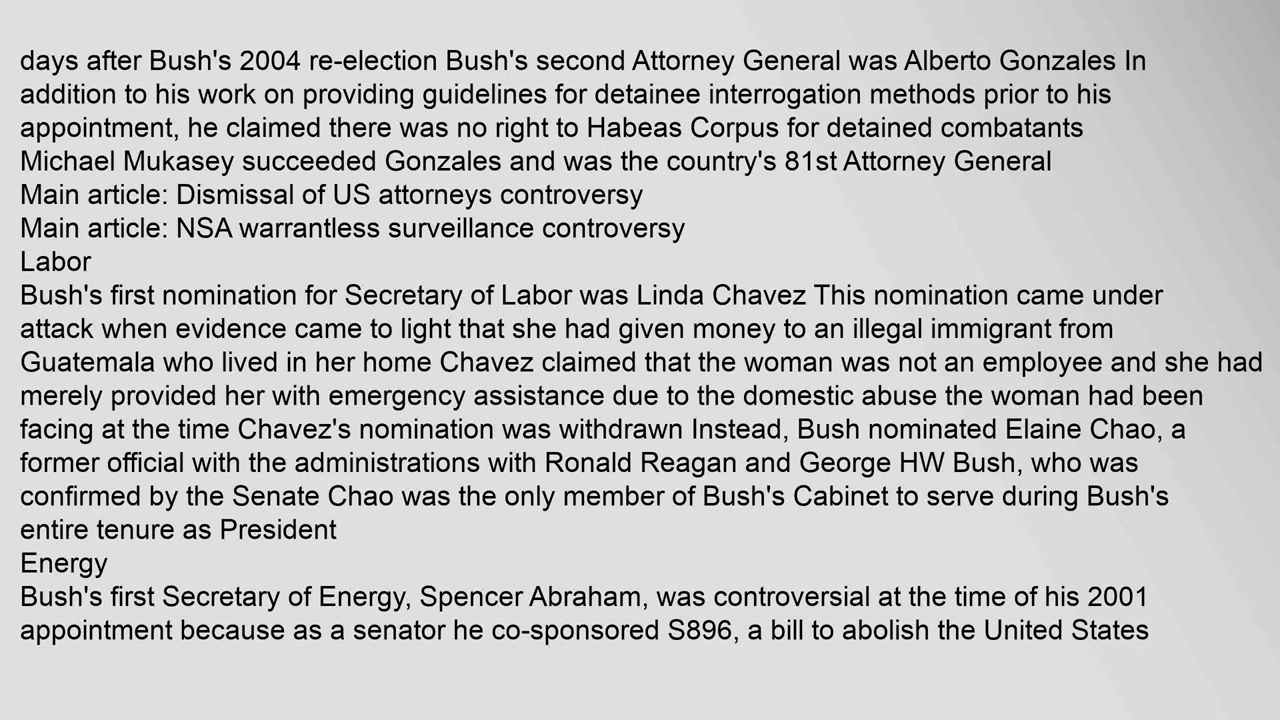 days after Bush's 2004 re-election Bush's second Attorney General was Alberto Gonzales In
addition to his work on providing guidelines for detainee interrogation methods prior to his
appointment, he claimed there was no right to Habeas Corpus for detained combatants
Michael Mukasey succeeded Gonzales and was the country's 81st Attorney General
Main article: Dismissal of US attorneys controversy
Main article: NSA warrantless surveillance controversy
Labor
Bush's first nomination for Secretary of Labor was Linda Chavez This nomination came under
attack when evidence came to light that she had given money to an illegal immigrant from
Guatemala who lived in her home Chavez claimed that the woman was not an employee and she had
merely provided her with emergency assistance due to the domestic abuse the woman had been
facing at the time Chavez's nomination was withdrawn Instead, Bush nominated Elaine Chao, a
former official with the administrations with Ronald Reagan and George HW Bush, who was
confirmed by the Senate Chao was the only member of Bush's Cabinet to serve during Bush's
entire tenure as President
Energy
Bush's first Secretary of Energy, Spencer Abraham, was controversial at the time of his 2001
appointment because as a senator he co-sponsored S896, a bill to abolish the United States